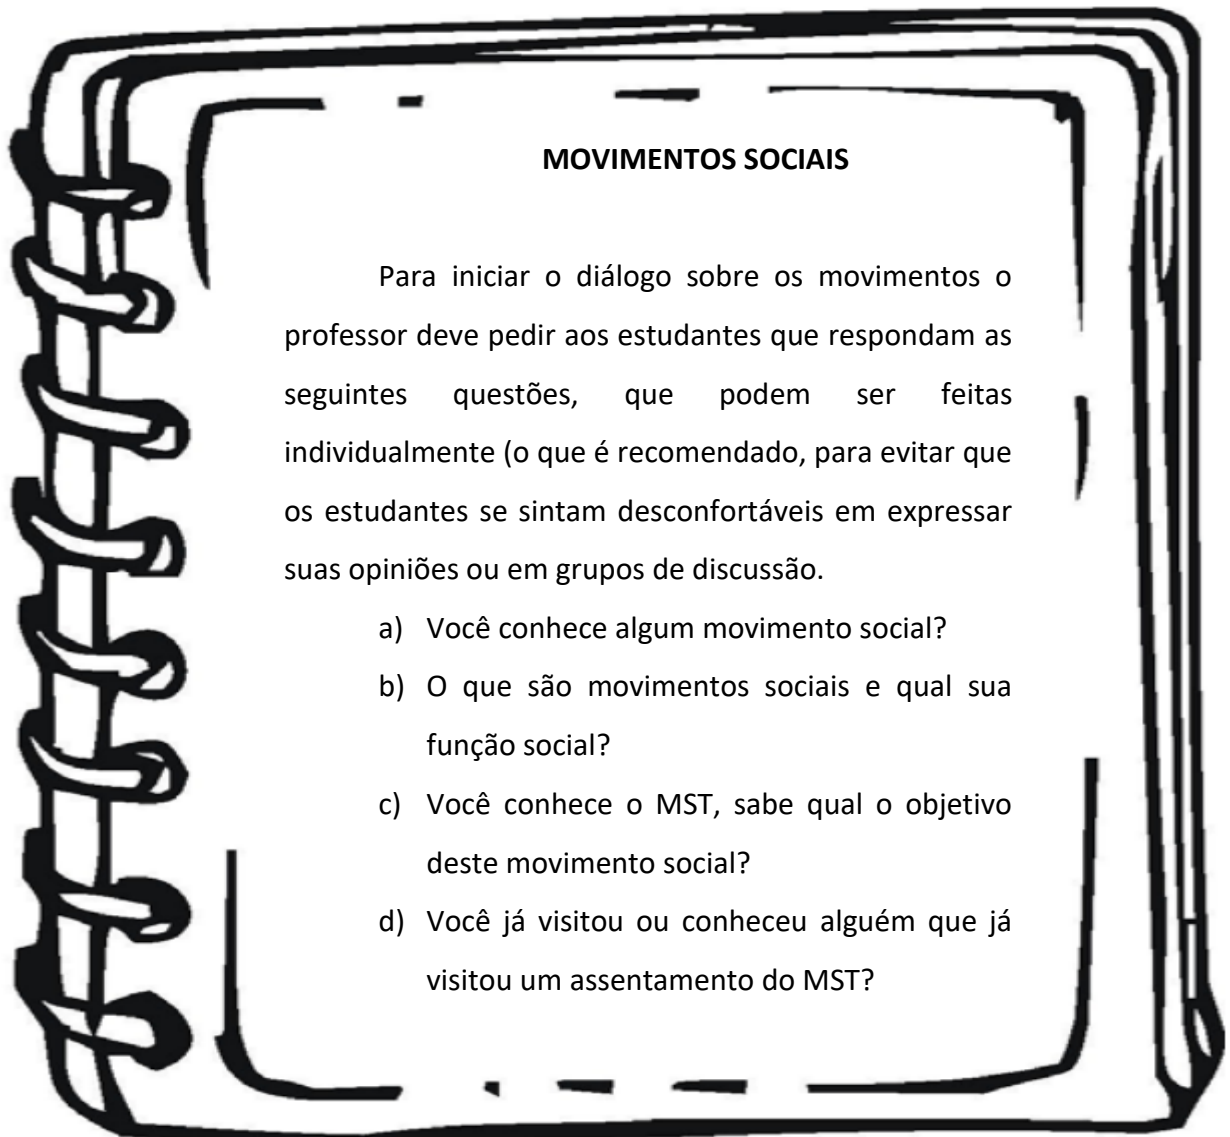 MOVIMENTOS SOCIAIS
Para iniciar o diálogo sobre os movimentos o
professor deve pedir aos estudantes que respondam as
seguintes questões, que podem ser feitas
individualmente (o que é recomendado, para evitar que
os estudantes se sintam desconfortáveis em expressar
suas opiniões ou em grupos de discussão.
a) Você conhece algum movimento social?
b) O que são movimentos sociais e qual sua
função social?
c) Você conhece o MST, sabe qual o objetivo
deste movimento social?
d) Você já visitou ou conheceu alguém que já
visitou um assentamento do MST?